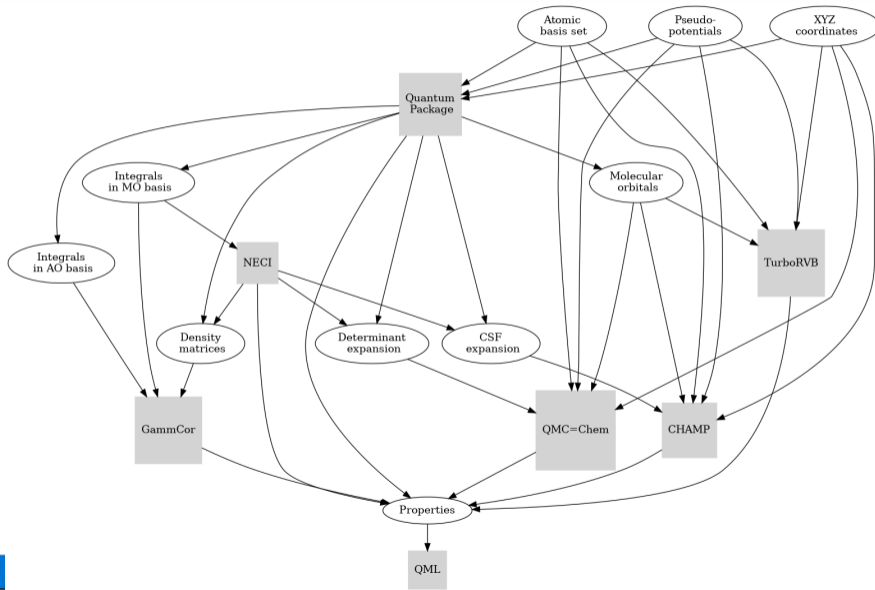 Atomic
basis set
Pseudo-
potentials
XYZ
coordinates
Quantum
Package
Integrals
in MO basis
Molecular
orbitals
Integrals
in AO basis
NECI
TurboRVB
Density
matrices
Determinant
expansion
CSF
expansion
GammCor
QMC=Chem
CHAMP
Properties
QML